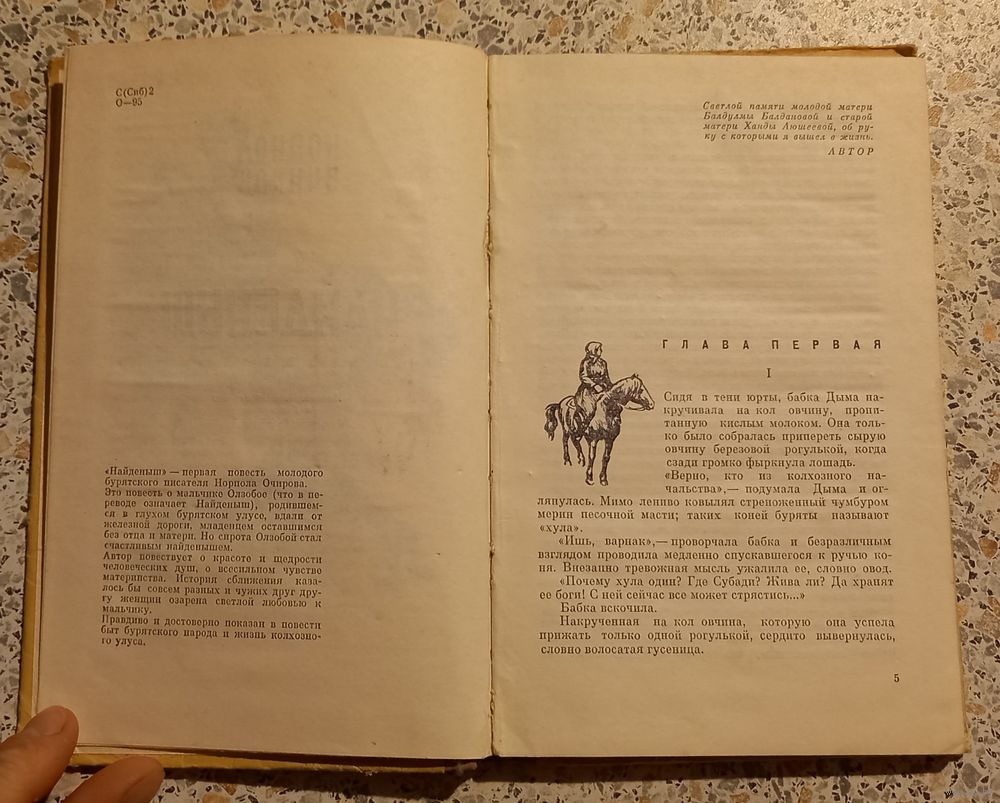 С(Сиб)2
О—95
«Найденыш» — первая повесть молодого
бурятского писателя Норпола Очирова.
Это повесть о мальчике Олзобое (что в пе-
реводе означает Найденыш), родившем-
ся в глухом бурятском улусе, вдали от
железной дороги, младенцем оставшимся
без отца и матери. Но сирота Олзобой стал
счастливым найденышем.
Автор повествует о красоте и щедрости
человеческих душ, о всесильном чувстве
материнства. История сближения каза-
лось бы совсем разных и чужих друг дру-
гу женщин озарена светлой любовью к
мальчику.
Правдиво и достоверно показан в повести
быт бурятского народа и жизнь колхозно-
го улуса.
Светлой памяти молодой матери
Балдулмы Балдановой и старой
матери Ханды Аюшеевой, об ру-
ку с которыми я вышел в жизнь.
АВТОР
ГЛАВА ПЕРВАЯ
I
Сидя в тени юрты, бабка Дыма на-
кручивала на кол овчину, пропи-
танную кислым молоком. Она толь-
ко было собралась припереть сырую
овчину березовой рогулькой, когда
сзади громко фыркнула лошадь.
«Верно, кто из колхозного на-
чальства»,— подумала Дыма и ог-
лянулась. Мимо лениво ковылял стреноженный чумбуром
мерин песочной масти; таких коней буряты называют
«хула».
«Ишь, варнак»,— проворчала бабка и безразличным
взглядом проводила медленно спускавшегося к ручью ко-
ня. Внезапно тревожная мысль ужалила ее, словно овод.
«Почему хула один? Где Субади? Жива ли? Да хранят
ее боги! С ней сейчас все может стрястись...»
Бабка вскочила.
Накрученная на кол овчина, которую она успела
прижать только одной рогулькой, сердито вывернулась,
словно волосатая гусеница.
5